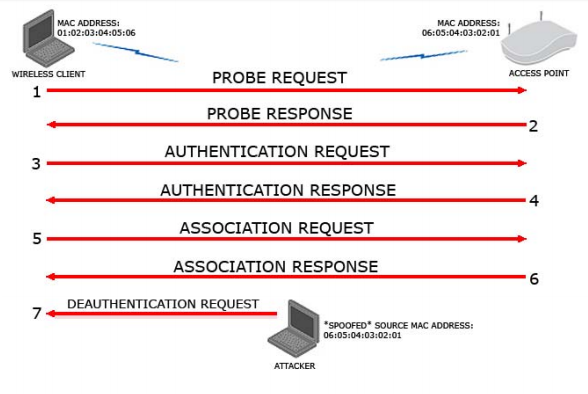 MAC ADDRESS:
01:02:03:04:05:06
MAC ADDRESS:
06:05:04:03:02:01
WIRELESS CLIENT
ACCESS POINT
PROBE REQUEST
1
PROBE RESPONSE
2
AUTHENTICATION REQUEST
3
AUTHENTICATION RESPONSE
4
ASSOCIATION REQUEST
5
ASSOCIATION RESPONSE
6
DEAUTHENTICATION REQUEST
7
*SPOOFED* SOURCE MAC ADDRESS:
06:05:04:03:02:01
ATTACKER